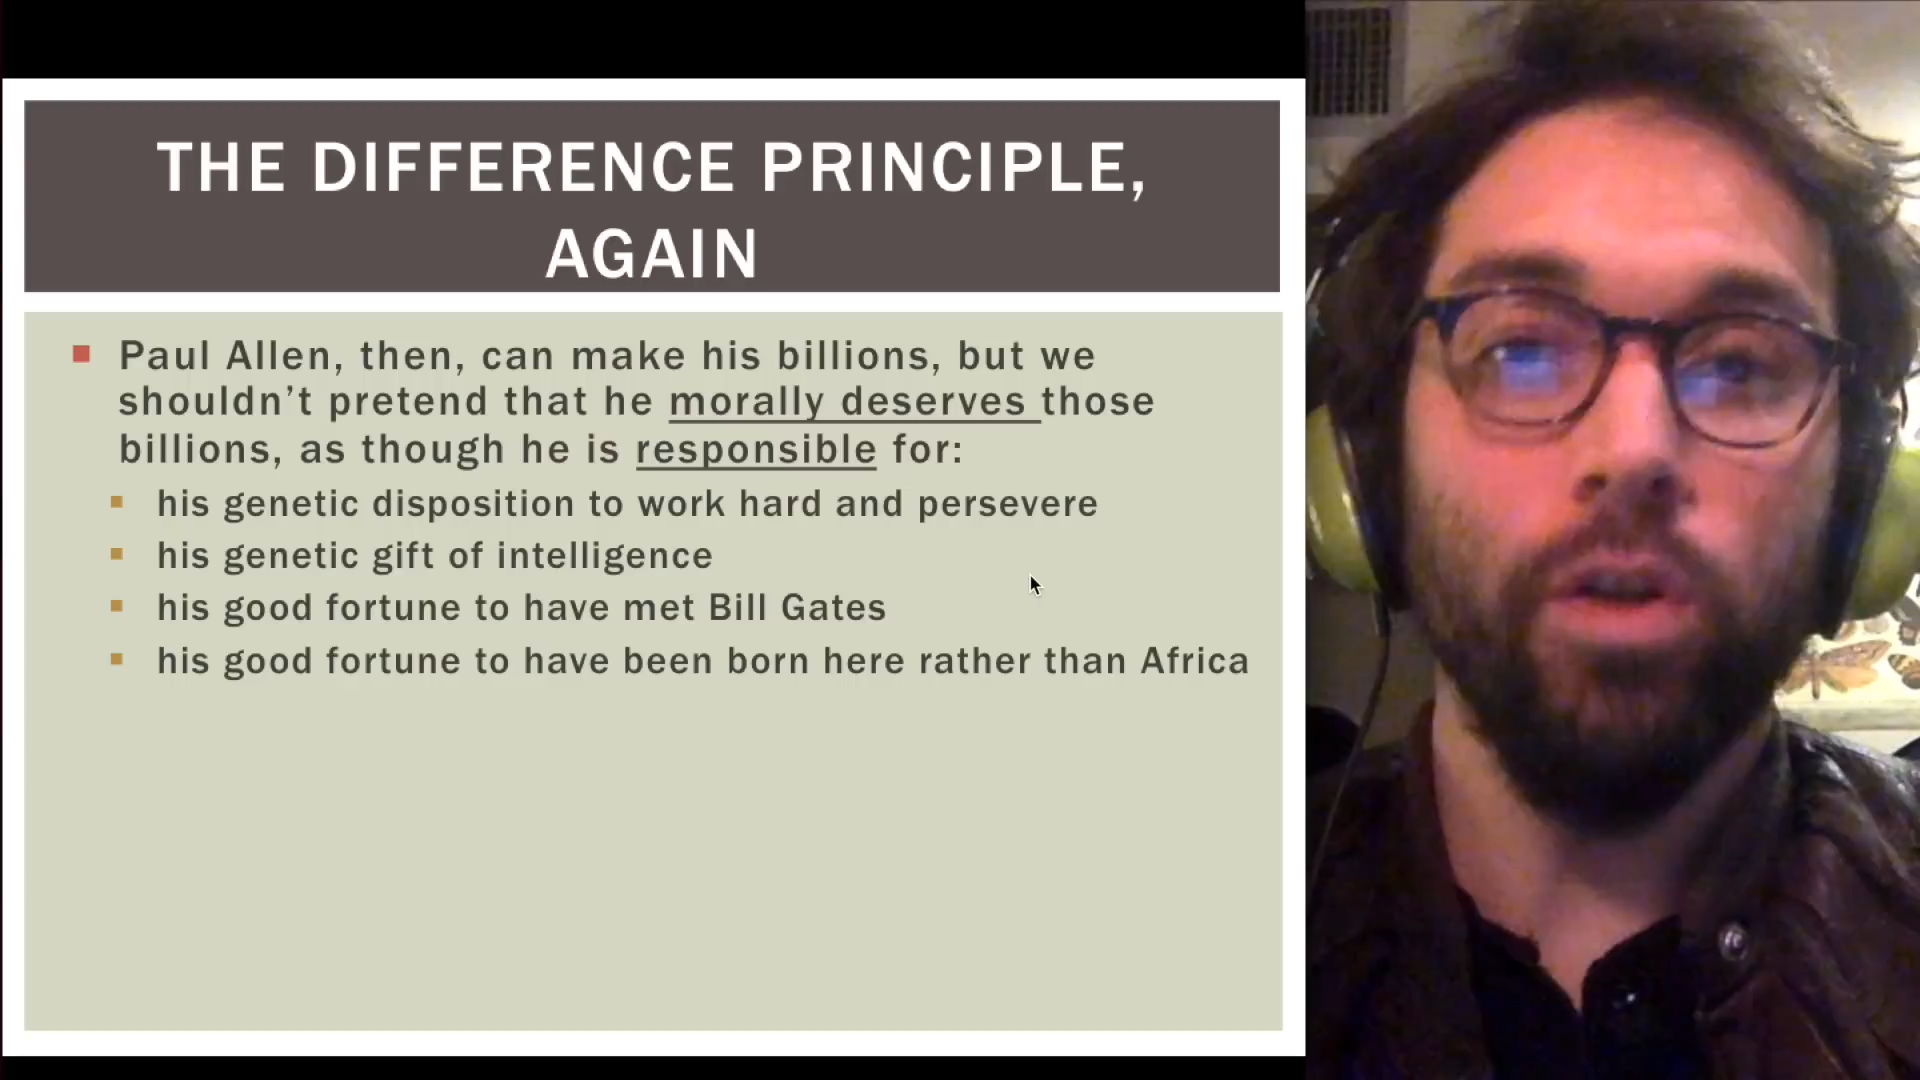 THE DIFFERENCE PRINCIPLE,
AGAIN
Paul Allen, then, can make his billions, but we
shouldn’t pretend that he morally deserves those
billions, as though he is responsible for:
his genetic disposition to work hard and persevere
his genetic gift of intelligence
his good fortune to have met Bill Gates
his good fortune to have been born here rather than Africa